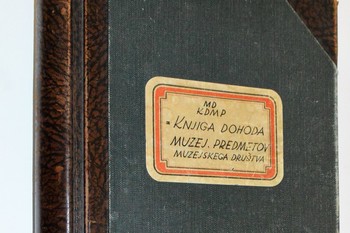 MD
KDMP
• KNJIGA DOHODA
MUZEJ. PREDMETOV
MUZEJSKEGA DRUŠTVA